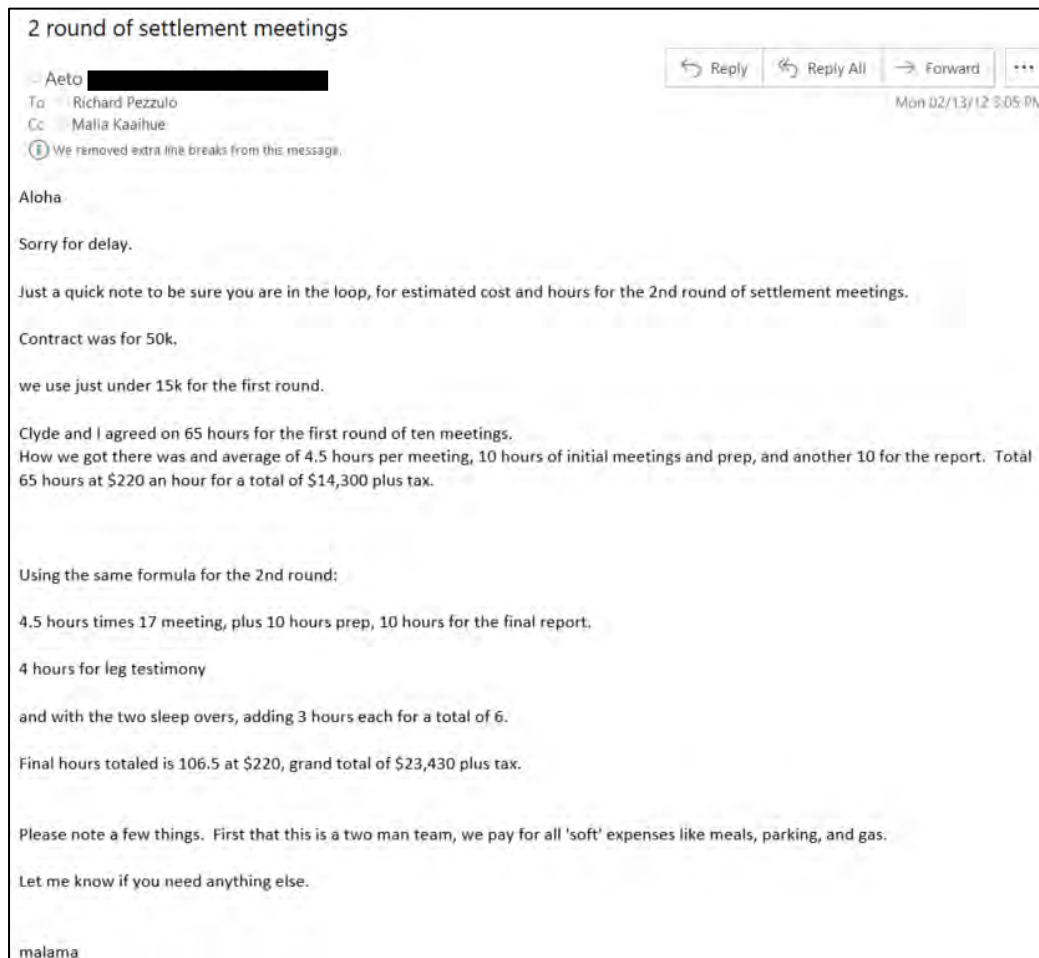 2 round of settlement meetings
Aeto
Reply
Reply All
Forward
...
To Richard Pezzulo
Cc Malia Kaaihue
Mon 02/13/12 3:05 PM
We removed extra line breaks from this message.
Aloha
Sorry for delay.
Just a quick note to be sure you are in the loop, for estimated cost and hours for the 2nd round of settlement meetings.
Contract was for 50k.
we use just under 15k for the first round.
Clyde and I agreed on 65 hours for the first round of ten meetings.
How we got there was and average of 4.5 hours per meeting, 10 hours of initial meetings and prep, and another 10 for the report. Total
65 hours at $220 an hour for a total of $14,300 plus tax.
Using the same formula for the 2nd round:
4.5 hours times 17 meeting, plus 10 hours prep, 10 hours for the final report.
4 hours for leg testimony
and with the two sleep overs, adding 3 hours each for a total of 6.
Final hours totaled is 106.5 at $220, grand total of $23,430 plus tax.
Please note a few things. First that this is a two man team, we pay for all 'soft' expenses like meals, parking, and gas.
Let me know if you need anything else.
malama